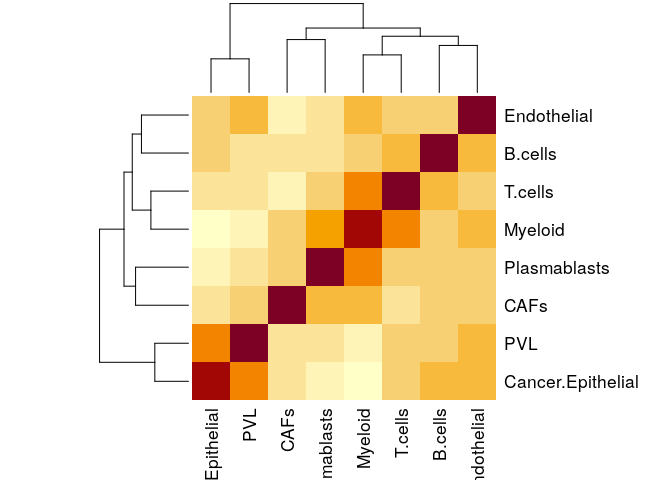 Endothelial
B.cells
T.cells
Myeloid
Plasmablasts
CAFs
PVL
Cancer.Epithelial
Epithelial
PVL
CAFs
mablasts
Myeloid
T.cells
B.cells
ndothelial